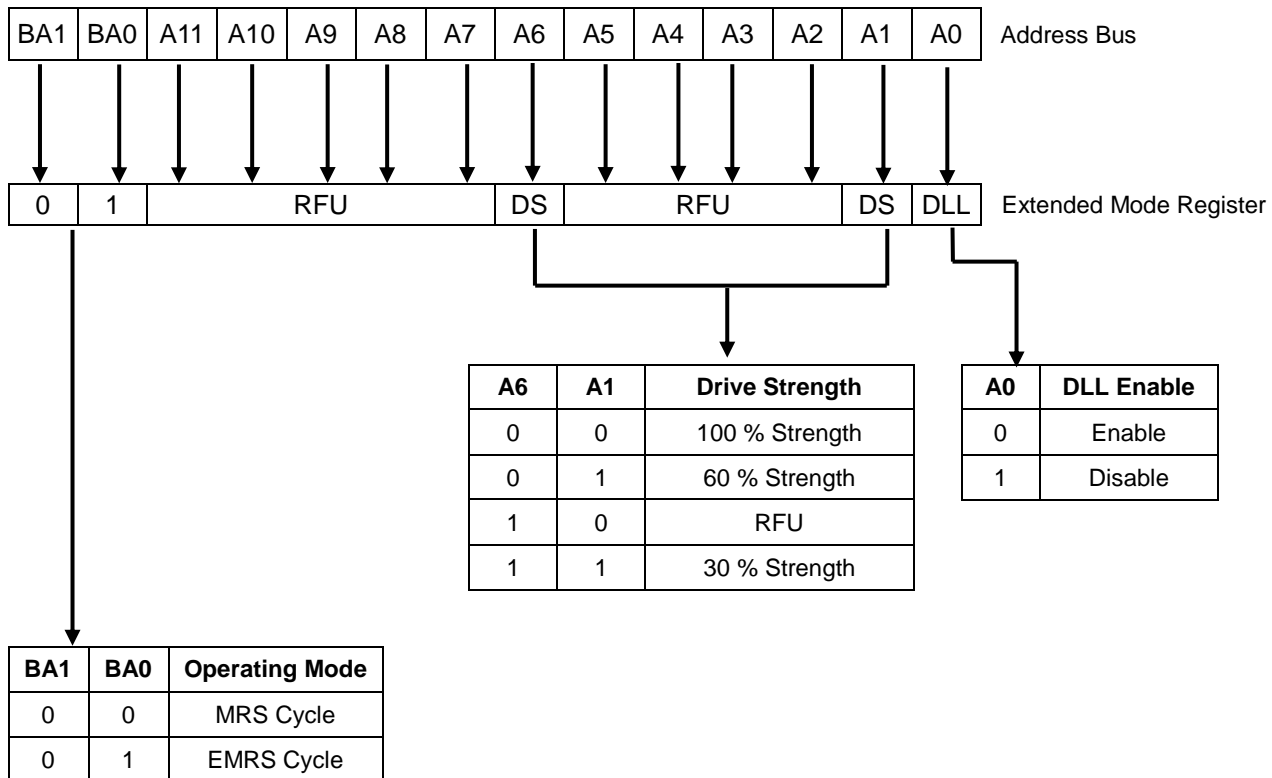 BA1 BA0 A11 A10 A9 A8 A7 A6 A5 A4 A3 A2 A1 A0 Address Bus
0 1 RFU DS RFU DS DLL Extended Mode Register
A6 A1 Drive Strength
0 0 100 % Strength
0 1 60 % Strength
1 0 RFU
1 1 30 % Strength
A0 DLL Enable
0 Enable
1 Disable
BA1 BA0 Operating Mode
0 0 MRS Cycle
0 1 EMRS Cycle